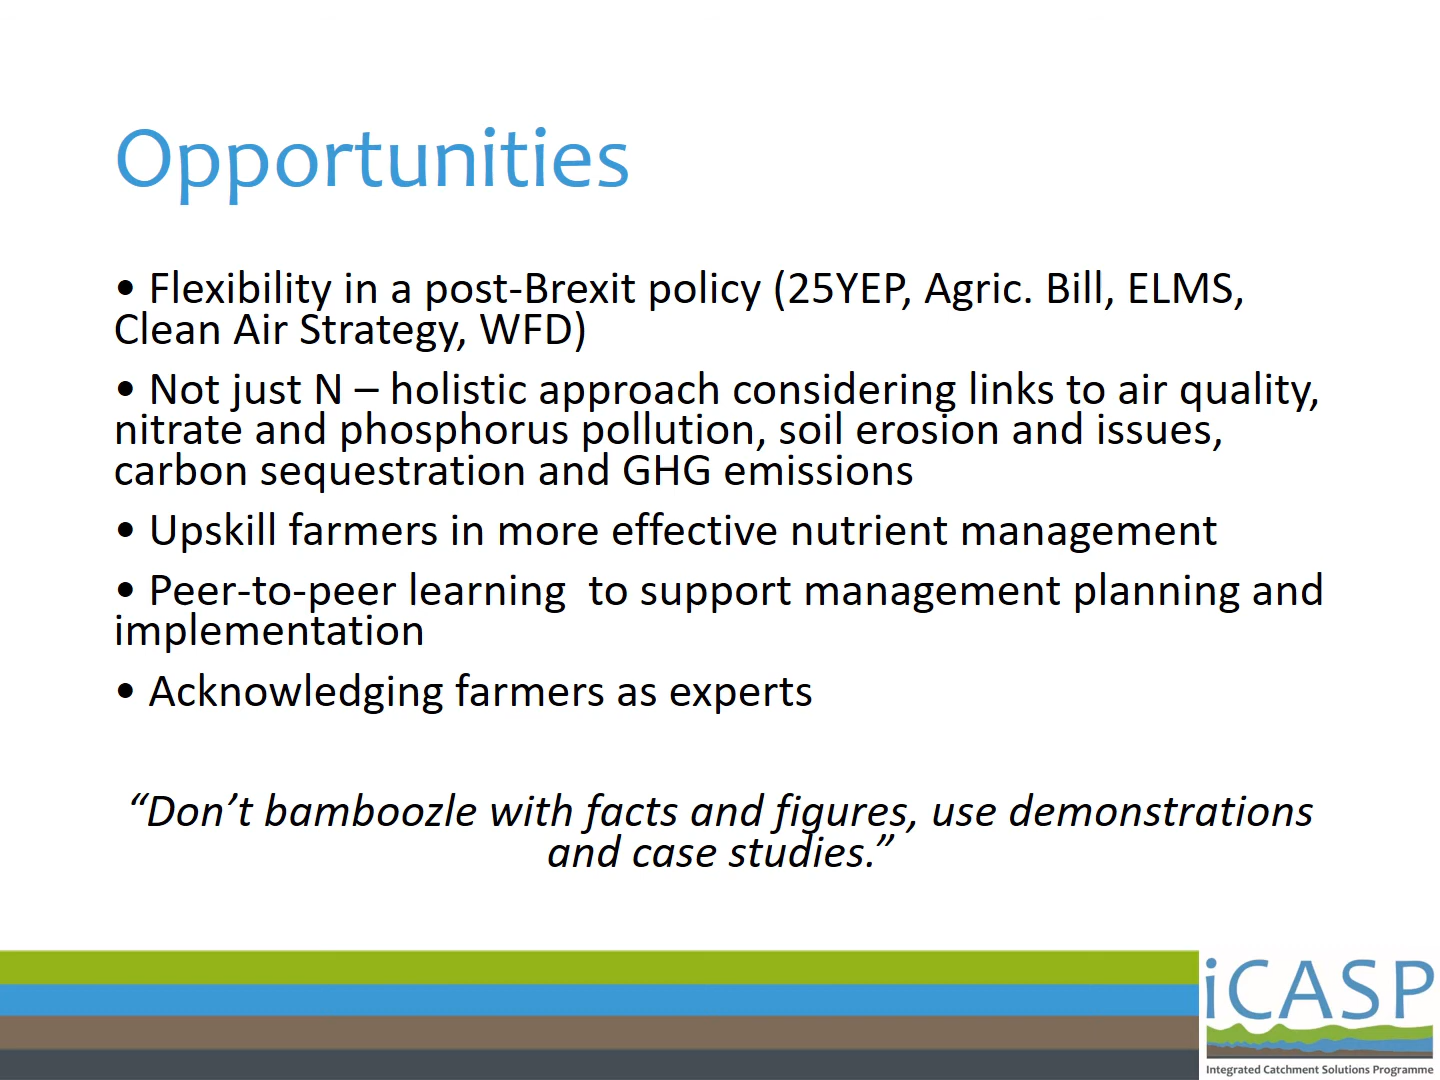 Opportunities
• Flexibility in a post-Brexit policy (25YEP, Agric. Bill, ELMS,
Clean Air Strategy, WFD)
• Not just N – holistic approach considering links to air quality,
nitrate and phosphorus pollution, soil erosion and issues,
carbon sequestration and GHG emissions
• Upskill farmers in more effective nutrient management
• Peer-to-peer learning  to support management planning and
implementation
• Acknowledging farmers as experts
“Don’t bamboozle with facts and figures, use demonstrations
and case studies.”
iCASP
Integrated Catchment Solutions Programme